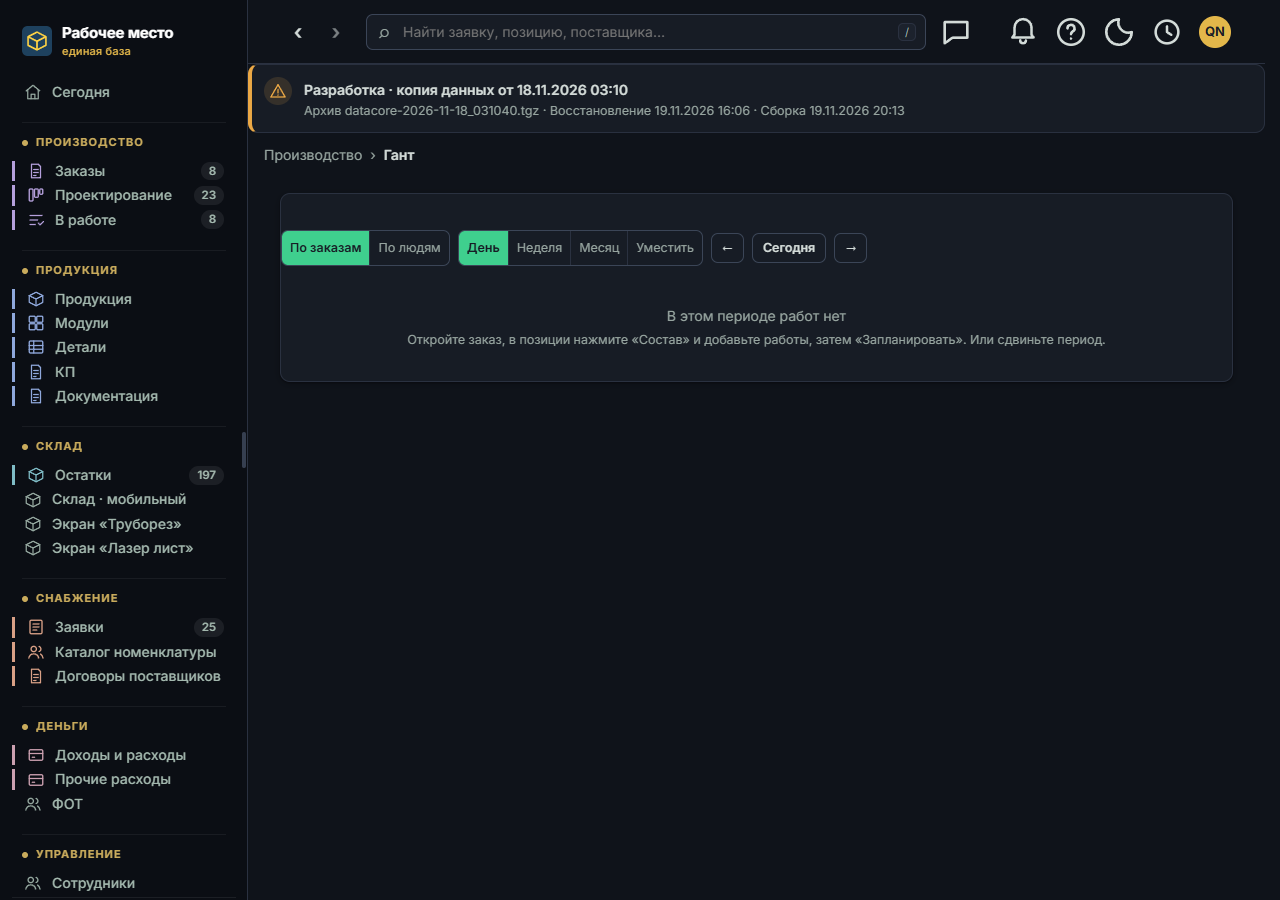 Рабочее место
единая база
Сегодня
ПРОИЗВОДСТВО
Заказы 8
Проектирование 23
В работе 8
ПРОДУКЦИЯ
Продукция
Модули
Детали
КП
Документация
СКЛАД
Остатки 197
Склад · мобильный
Экран «Труборез»
Экран «Лазер лист»
СНАБЖЕНИЕ
Заявки 25
Каталог номенклатуры
Договоры поставщиков
ДЕНЬГИ
Доходы и расходы
Прочие расходы
ФОТ
УПРАВЛЕНИЕ
Сотрудники
‹ › Найти заявку, позицию, поставщика... / QN
Разработка · копия данных от 18.11.2026 03:10
Архив datacore-2026-11-18_031040.tgz · Восстановление 19.11.2026 16:06 · Сборка 19.11.2026 20:13
Производство › Гант
По заказам По людям День Неделя Месяц Уместить ← Сегодня →
В этом периоде работ нет
Откройте заказ, в позиции нажмите «Состав» и добавьте работы, затем «Запланировать». Или сдвиньте период.